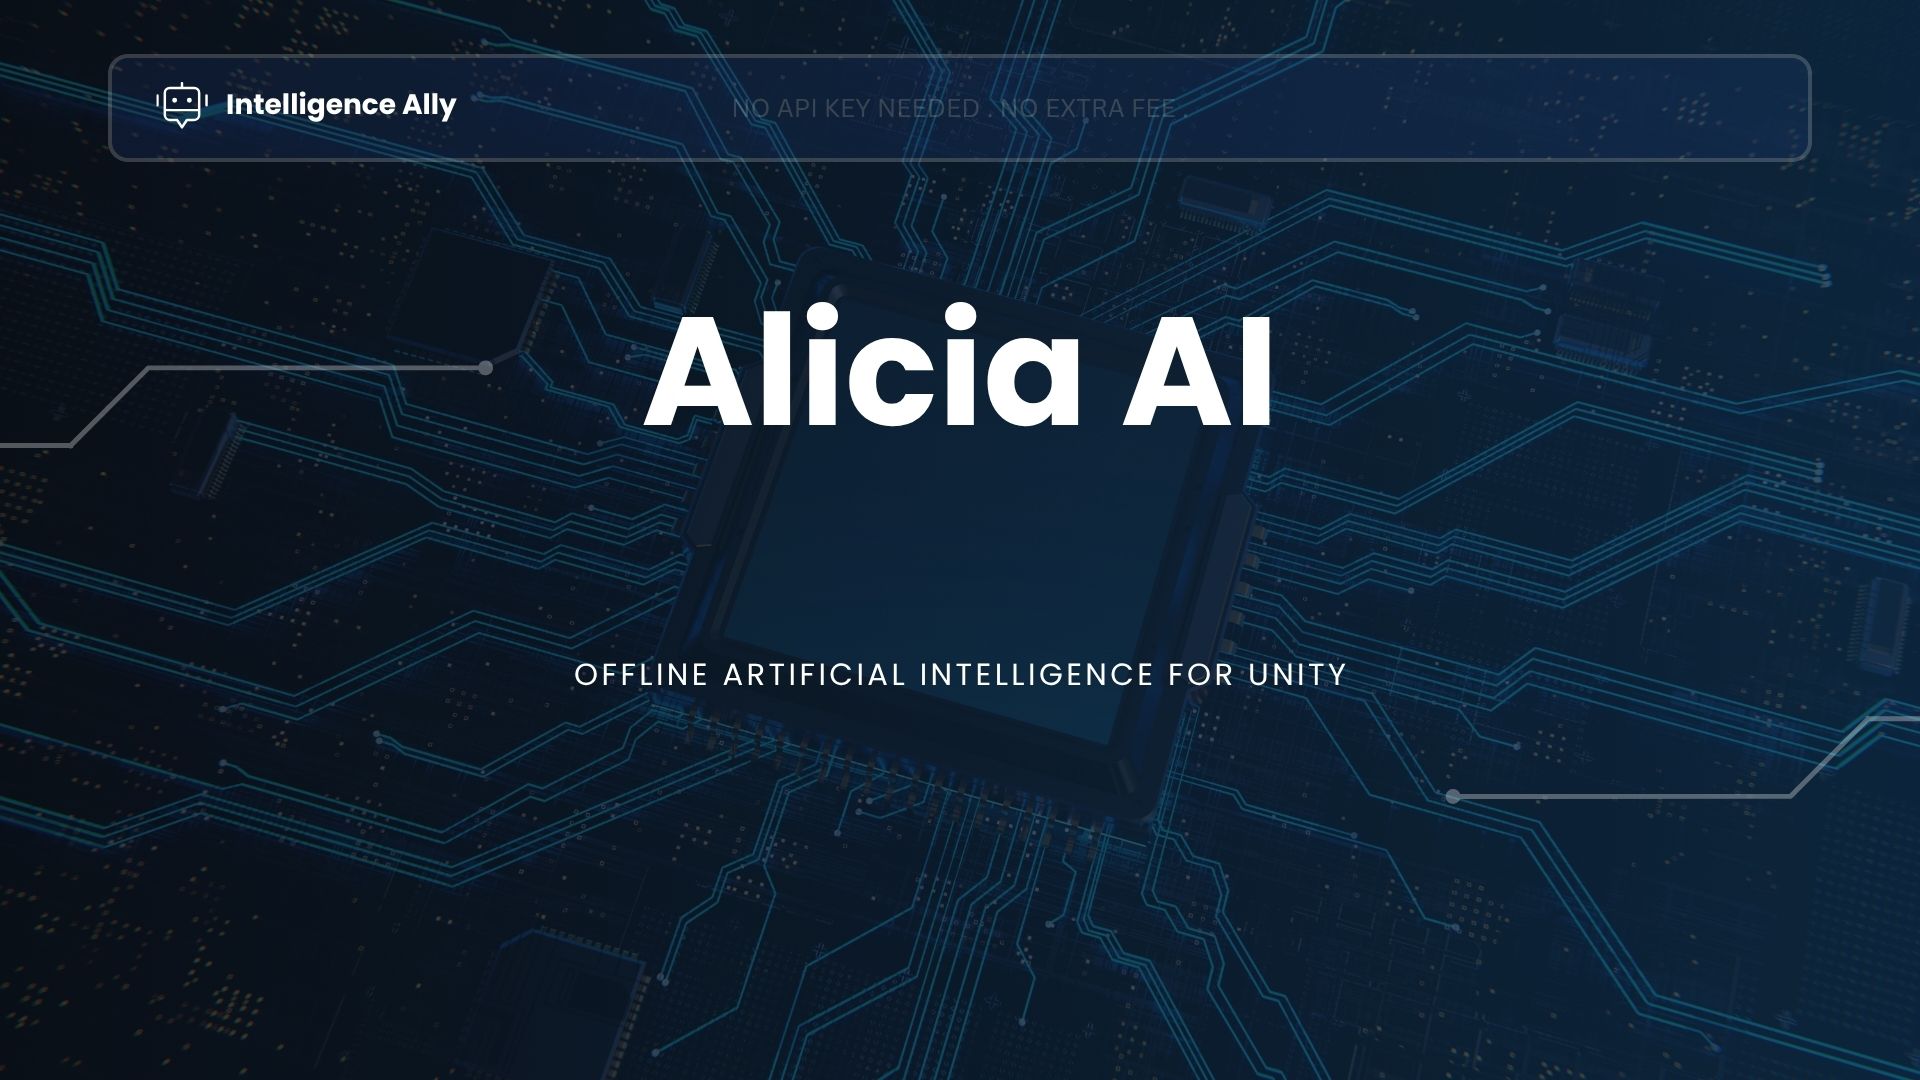 Intelligence Ally
NO API KEY NEEDED . NO EXTRA FEE
Alicia AI
OFFLINE ARTIFICIAL INTELLIGENCE FOR UNITY